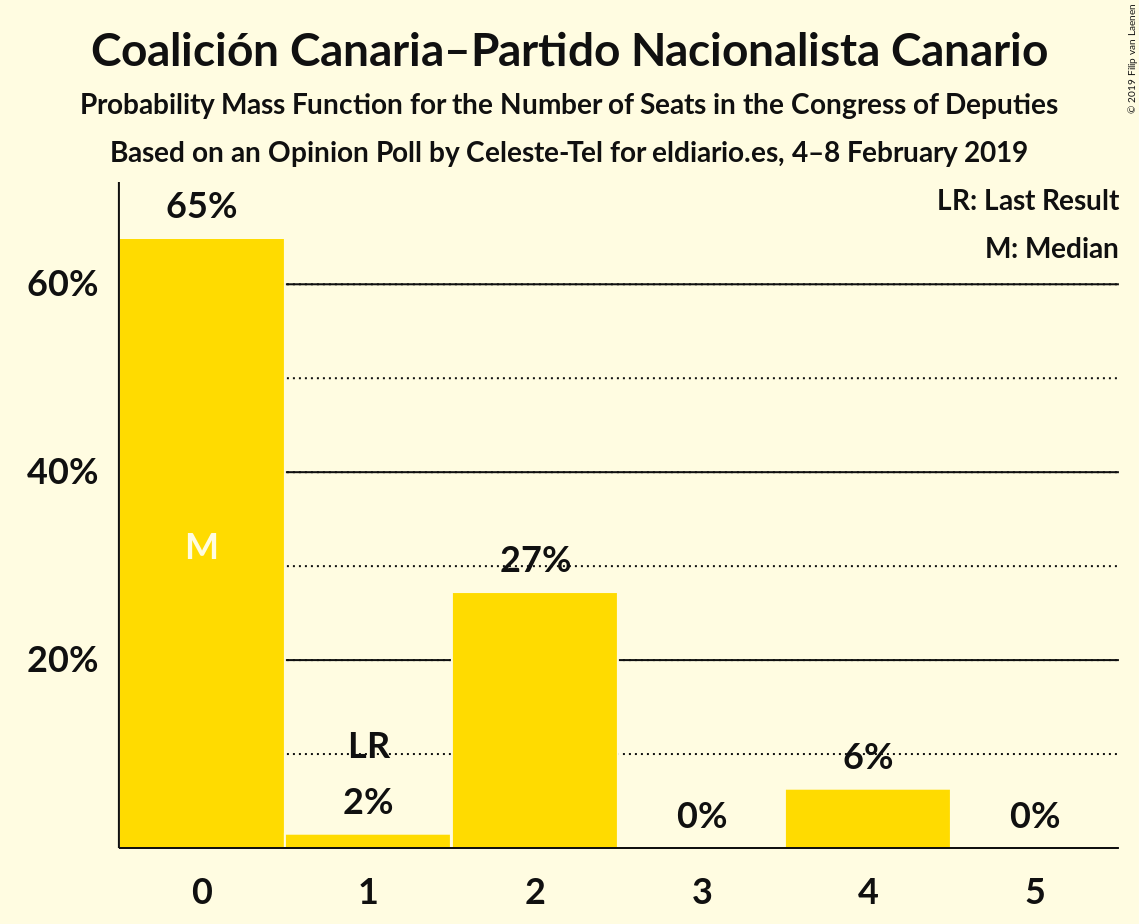 Coalición Canaria–Partido Nacionalista Canario
Probability Mass Function for the Number of Seats in the Congress of Deputies
Based on an Opinion Poll by Celeste-Tel for eldiario.es, 4–8 February 2019
© 2019 Filip van Laenen
LR: Last Result
M: Median
65%
60%
40%
20%
M
LR
2%
27%
0%
6%
0%
0 1 2 3 4 5